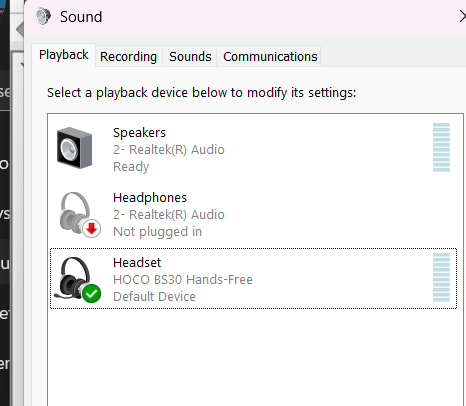 Sound
Playback
Recording
Sounds
Communications
Select a playback device below to modify its settings:
Speakers
2- Realtek(R) Audio
Ready
Headphones
2- Realtek(R) Audio
Not plugged in
Headset
HOCO BS30 Hands-Free
Default Device